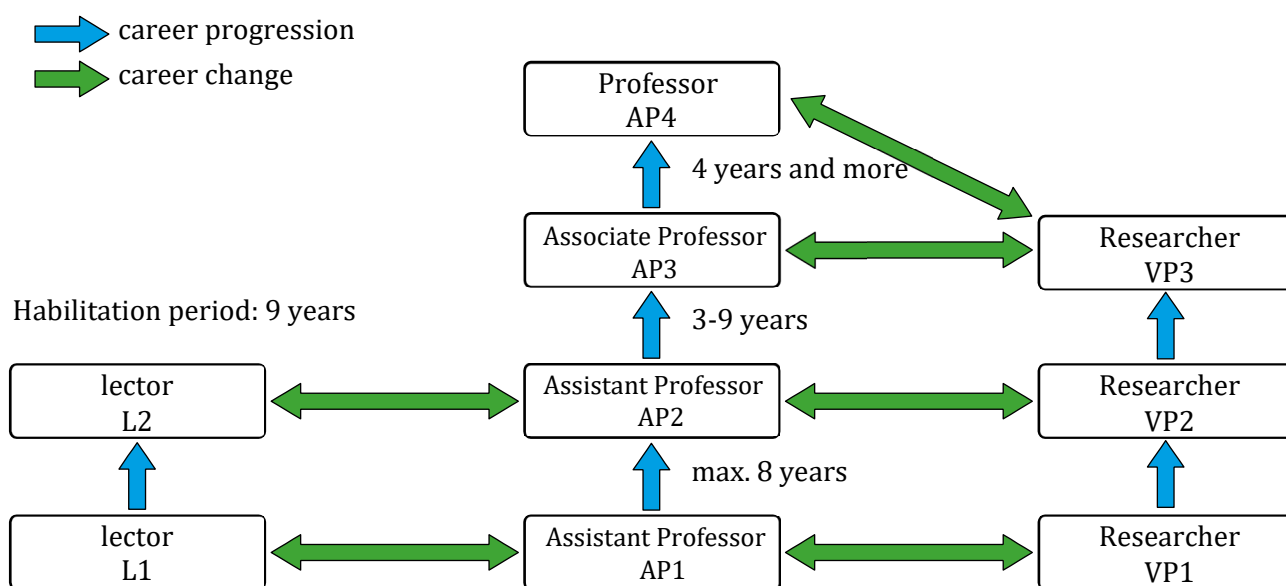 career progression
career change
Professor
AP4
4 years and more
Associate Professor
AP3
Researcher
VP3
Habilitation period: 9 years
3-9 years
lector
L2
Assistant Professor
AP2
Researcher
VP2
max. 8 years
lector
L1
Assistant Professor
AP1
Researcher
VP1